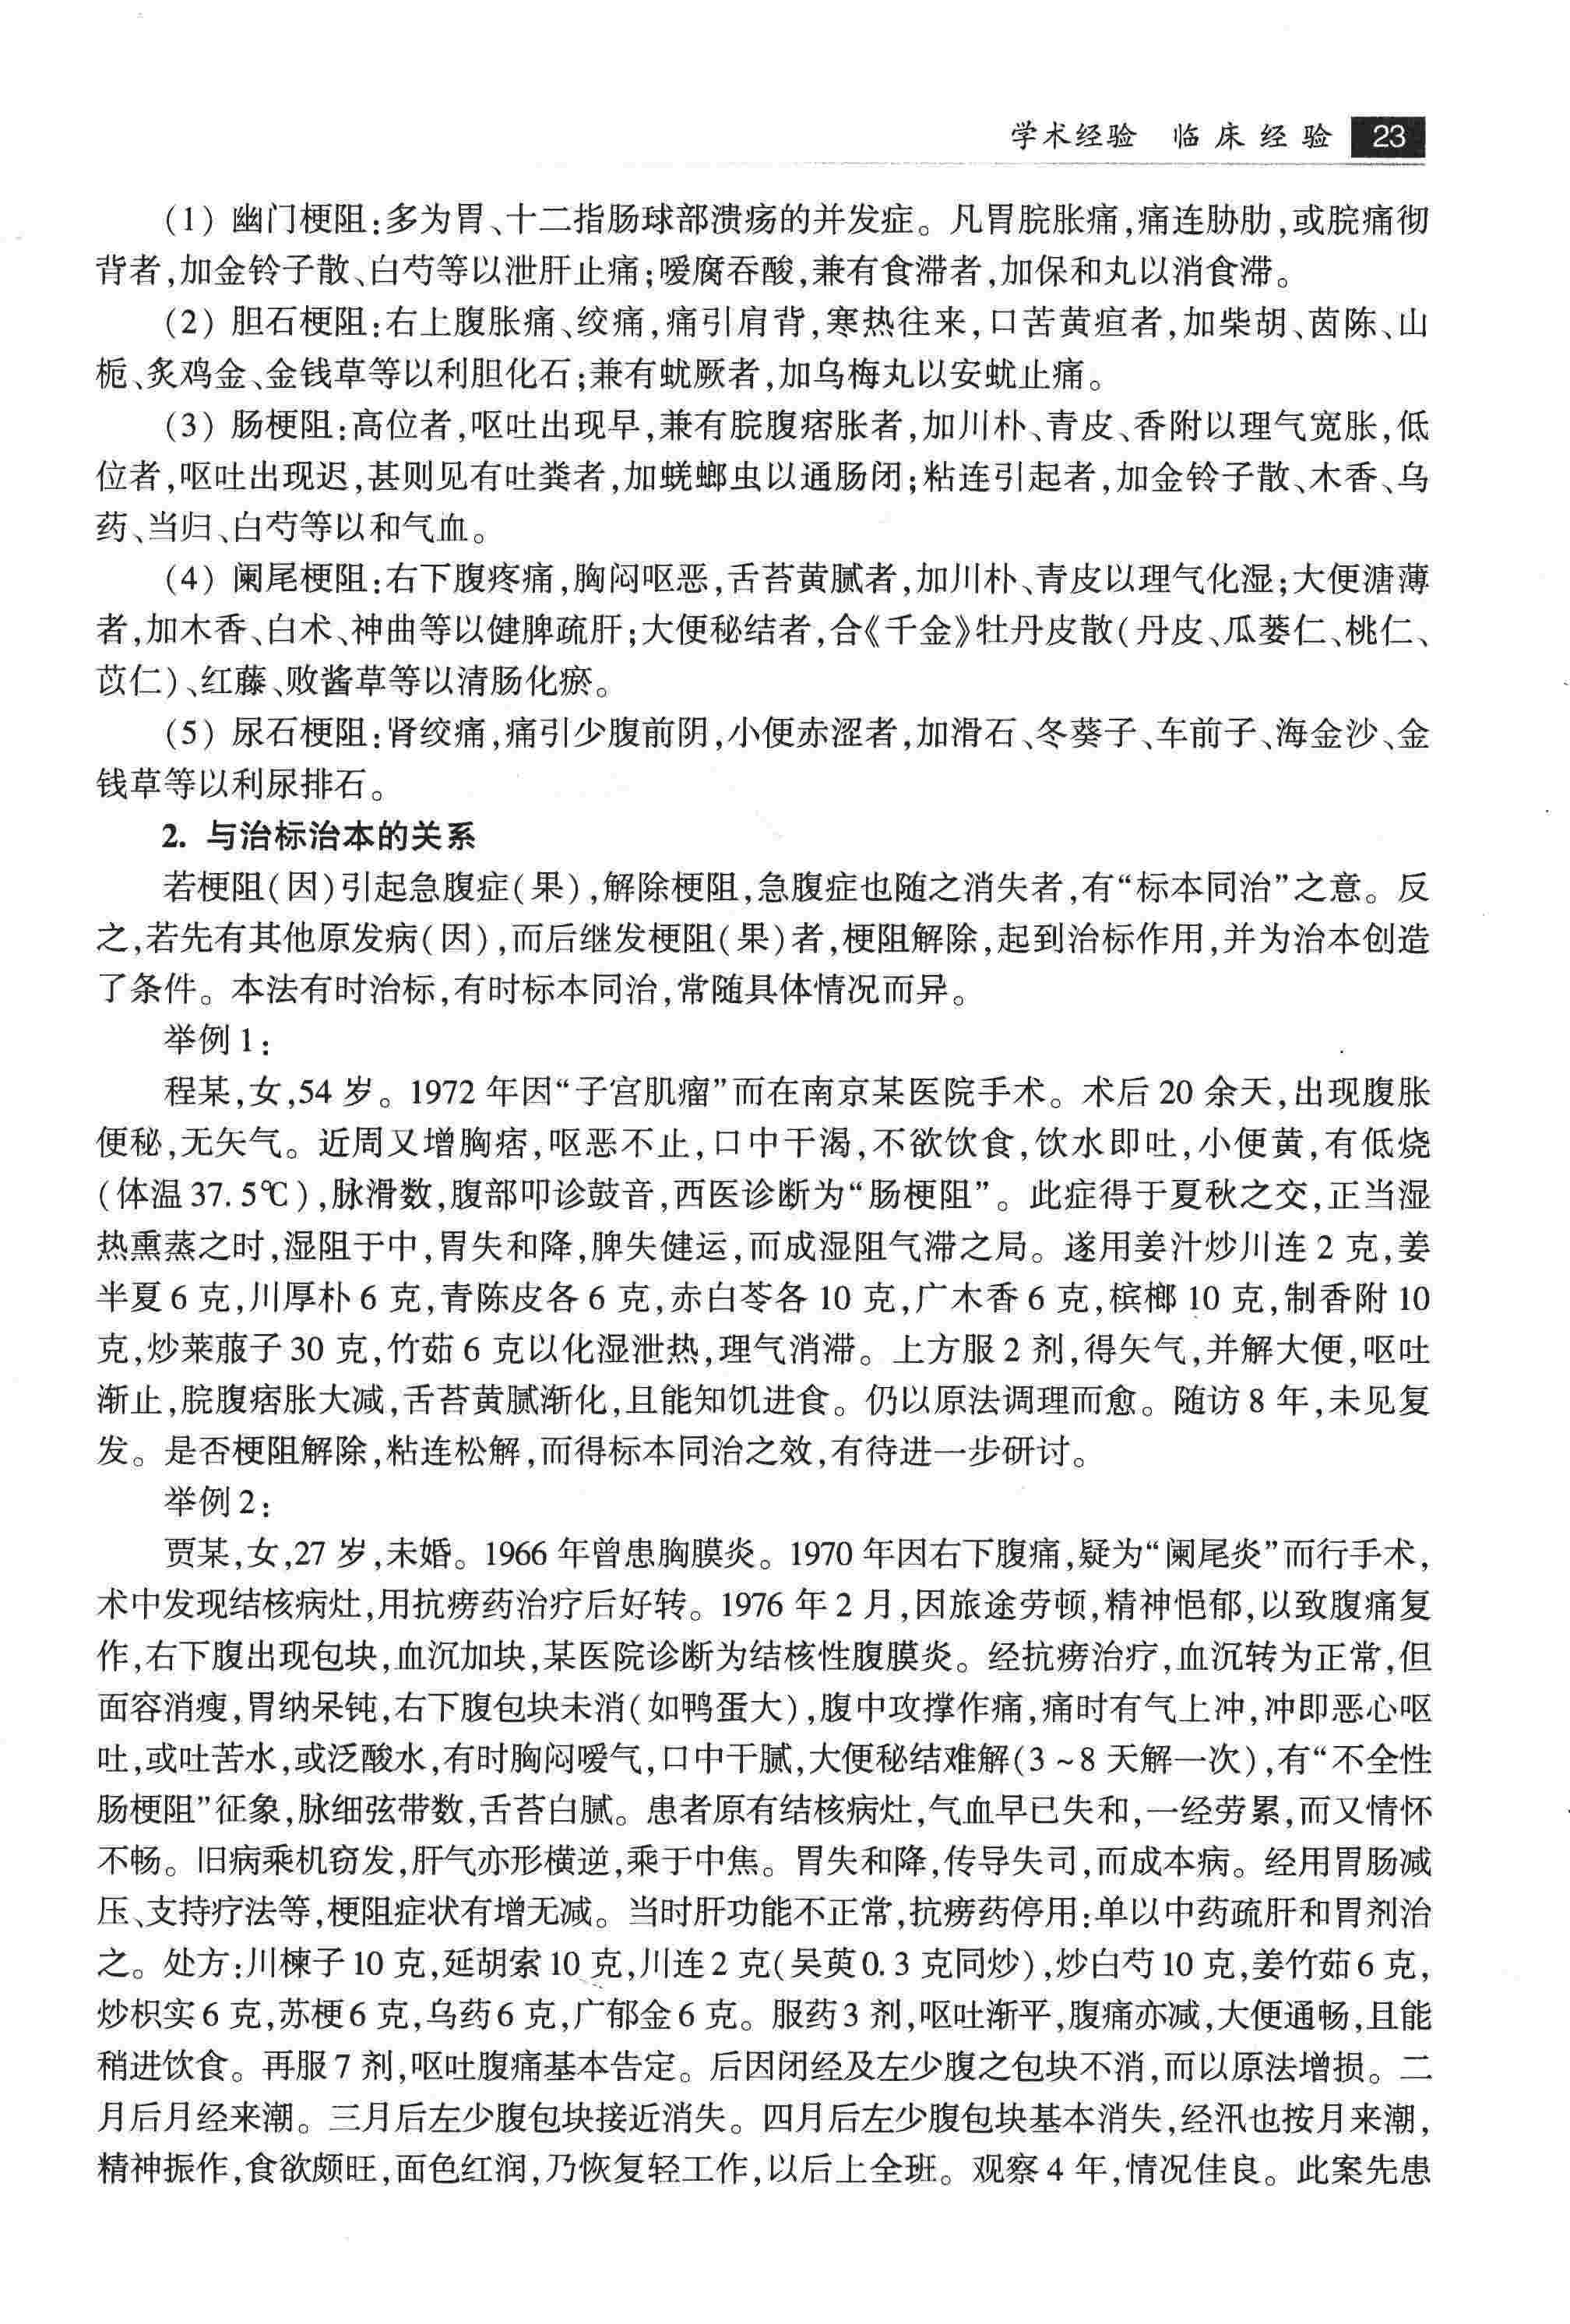 学术经验 临床经验 23
(1) 幽门梗阻:多为胃、十二指肠球部溃疡的并发症。凡胃脘胀痛,痛连胁肋,或脘痛彻
背者,加金铃子散、白芍等以泄肝止痛;嗳腐吞酸,兼有食滞者,加保和丸以消食滞。
(2) 胆石梗阻:右上腹胀痛、绞痛,痛引肩背,寒热往来,口苦黄疸者,加柴胡、茵陈、山
栀、炙鸡金、金钱草等以利胆化石;兼有蚘厥者,加乌梅丸以安蚘止痛。
(3) 肠梗阻:高位者,呕吐出现早,兼有脘腹痞胀者,加川朴、青皮、香附以理气宽胀,低
位者,呕吐出现迟,甚则见有吐粪者,加蜣螂虫以通肠闭;粘连引起者,加金铃子散、木香、乌
药、当归、白芍等以和气血。
(4) 阑尾梗阻:右下腹疼痛,胸闷呕恶,舌苔黄腻者,加川朴、青皮以理气化湿;大便溏薄
者,加木香、白术、神曲等以健脾疏肝;大便秘结者,合《千金》牡丹皮散(丹皮、瓜蒌仁、桃仁、
苡仁)、红藤、败酱草等以清肠化瘀。
(5) 尿石梗阻:肾绞痛,痛引少腹前阴,小便赤涩者,加滑石、冬葵子、车前子、海金沙、金
钱草等以利尿排石。
2. 与治标治本的关系
若梗阻(因)引起急腹症(果),解除梗阻,急腹症也随之消失者,有“标本同治”之意。反
之,若先有其他原发病(因),而后继发梗阻(果)者,梗阻解除,起到治标作用,并为治本创造
了条件。本法有时治标,有时标本同治,常随具体情况而异。
举例1:
程某,女,54 岁。1972 年因“子宫肌瘤”而在南京某医院手术。术后 20 余天,出现腹胀
便秘,无矢气。近周又增胸痞,呕恶不止,口中干渴,不欲饮食,饮水即吐,小便黄,有低烧
(体温 37.5℃),脉滑数,腹部叩诊鼓音,西医诊断为“肠梗阻”。此症得于夏秋之交,正当湿
热熏蒸之时,湿阻于中,胃失和降,脾失健运,而成湿阻气滞之局。遂用姜汁炒川连 2 克,姜
半夏 6 克,川厚朴 6 克,青陈皮各 6 克,赤白苓各 10 克,广木香 6 克,槟榔 10 克,制香附 10
克,炒莱菔子 30 克,竹茹 6 克以化湿泄热,理气消滞。上方服 2 剂,得矢气,并解大便,呕吐
渐止,脘腹痞胀大减,舌苔黄腻渐化,且能知饥进食。仍以原法调理而愈。随访 8 年,未见复
发。是否梗阻解除,粘连松解,而得标本同治之效,有待进一步研讨。
举例2:
贾某,女,27 岁,未婚。1966 年曾患胸膜炎。1970 年因右下腹痛,疑为“阑尾炎”而行手术,
术中发现结核病灶,用抗痨药治疗后好转。1976 年 2 月,因旅途劳顿,精神悒郁,以致腹痛复
作,右下腹出现包块,血沉加块,某医院诊断为结核性腹膜炎。经抗痨治疗,血沉转为正常,但
面容消瘦,胃纳呆钝,右下腹包块未消(如鸭蛋大),腹中攻撑作痛,痛时有气上冲,冲即恶心呕
吐,或吐苦水,或泛酸水,有时胸闷嗳气,口中干腻,大便秘结难解(3~8 天解一次),有“不全性
肠梗阻”征象,脉细弦带数,舌苔白腻。患者原有结核病灶,气血早已失和,一经劳累,而又情怀
不畅。旧病乘机窃发,肝气亦形横逆,乘于中焦。胃失和降,传导失司,而成本病。经用胃肠减
压、支持疗法等,梗阻症状有增无减。当时肝功能不正常,抗痨药停用:单以中药疏肝和胃剂治
之。处方:川楝子 10 克,延胡索 10 克,川连 2 克(吴萸 0.3 克同炒),炒白芍 10 克,姜竹茹 6 克,
炒枳实 6 克,苏梗 6 克,乌药 6 克,广郁金 6 克。服药 3 剂,呕吐渐平,腹痛亦减,大便通畅,且能
稍进饮食。再服 7 剂,呕吐腹痛基本告定。后因闭经及左少腹之包块不消,而以原法增损。二
月后月经来潮。三月后左少腹包块接近消失。四月后左少腹包块基本消失,经汛也按月来潮,
精神振作,食欲颇旺,面色红润,乃恢复轻工作,以后上全班。观察 4 年,情况佳良。此案先患